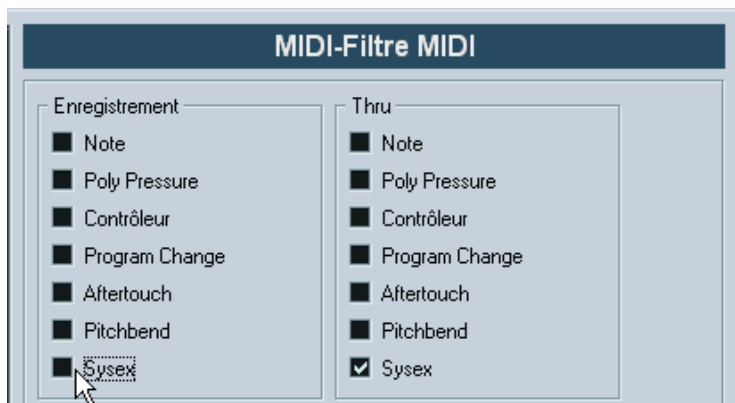 MIDI-Filtre MIDI
Enregistrement
Note
Poly Pressure
Contrôleur
Program Change
Aftertouch
Pitchbend
Sysex
Thru
Note
Poly Pressure
Contrôleur
Program Change
Aftertouch
Pitchbend
Sysex